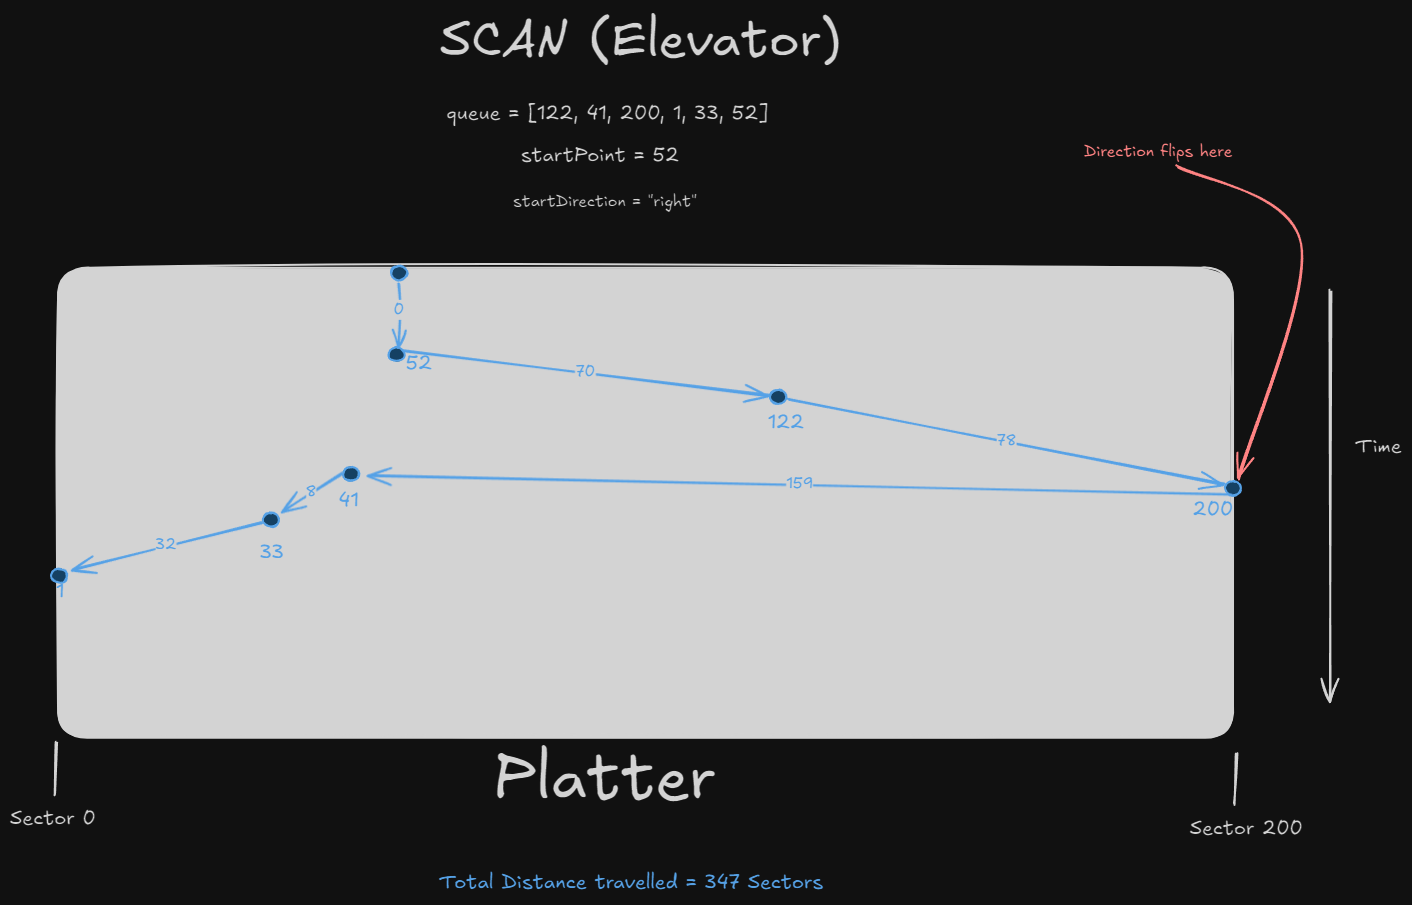 SCAN (Elevator)
queue = [122, 41, 200, 1, 33, 52]
startPoint = 52
startDirection = "right"
Direction flips here
0
52
70
122
78
200
159
41
8
33
32
1
Time
Platter
Sector 0
Sector 200
Total Distance travelled = 347 Sectors